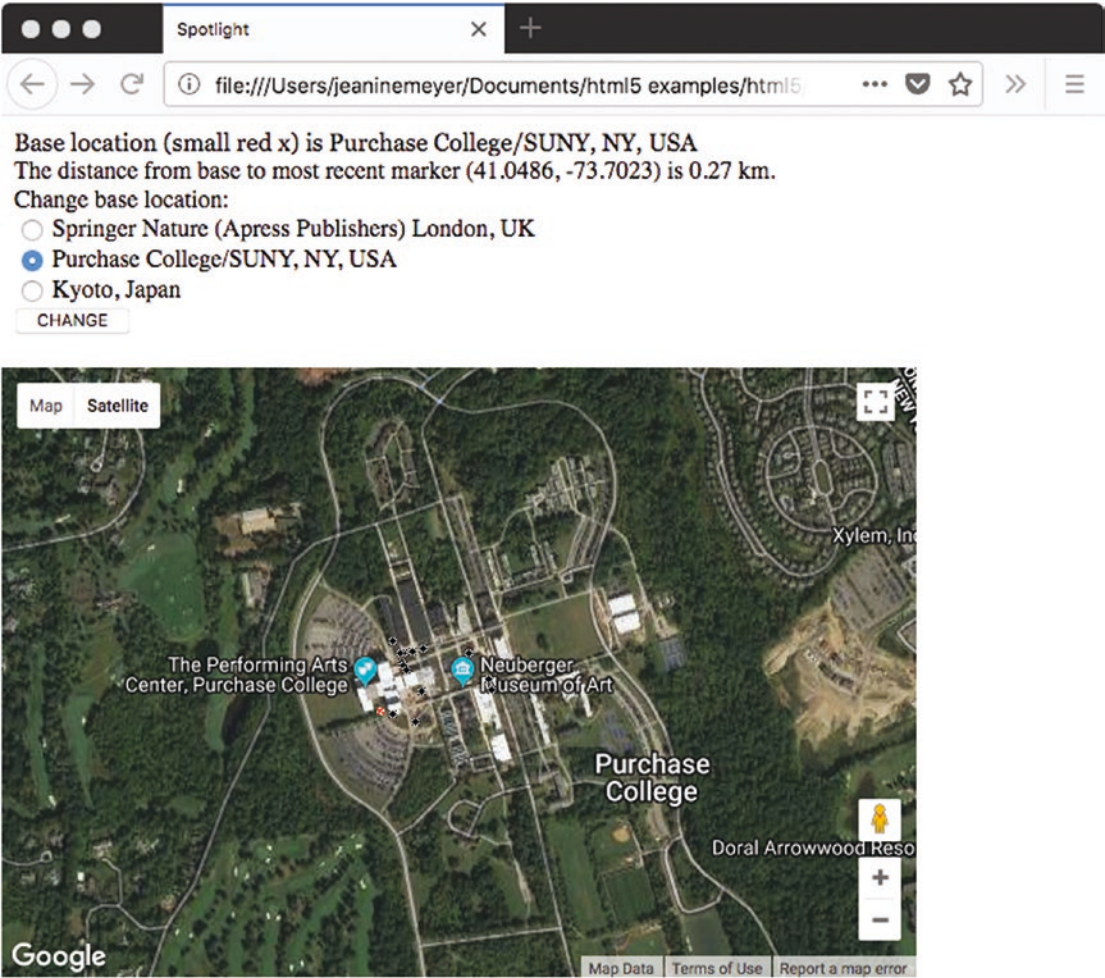 Spotlight
file:///Users/jeaninemeyer/Documents/html5 examples/html5
Base location (small red x) is Purchase College/SUNY, NY, USA
The distance from base to most recent marker (41.0486, -73.7023) is 0.27 km.
Change base location:
Springer Nature (Apress Publishers) London, UK
Purchase College/SUNY, NY, USA
Kyoto, Japan
CHANGE
Map Satellite
NEW
Xylem, Inc
The Performing Arts
Center, Purchase College
Neuberger
Museum of Art
Purchase
College
Doral Arrowwood Reso
Google
Map Data Terms of Use Report a map error